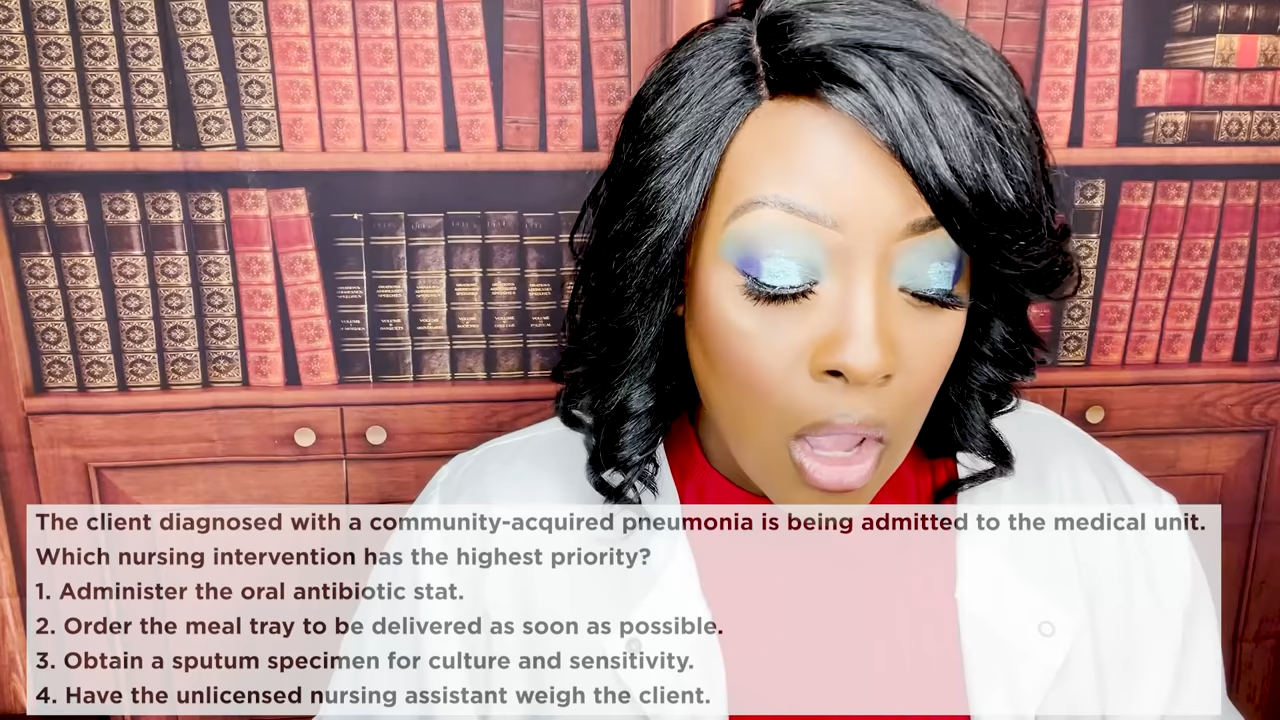 The client diagnosed with a community-acquired pneumonia is being admitted to the medical unit.
Which nursing intervention has the highest priority?
1. Administer the oral antibiotic stat.
2. Order the meal tray to be delivered as soon as possible.
3. Obtain a sputum specimen for culture and sensitivity.
4. Have the unlicensed nursing assistant weigh the client.